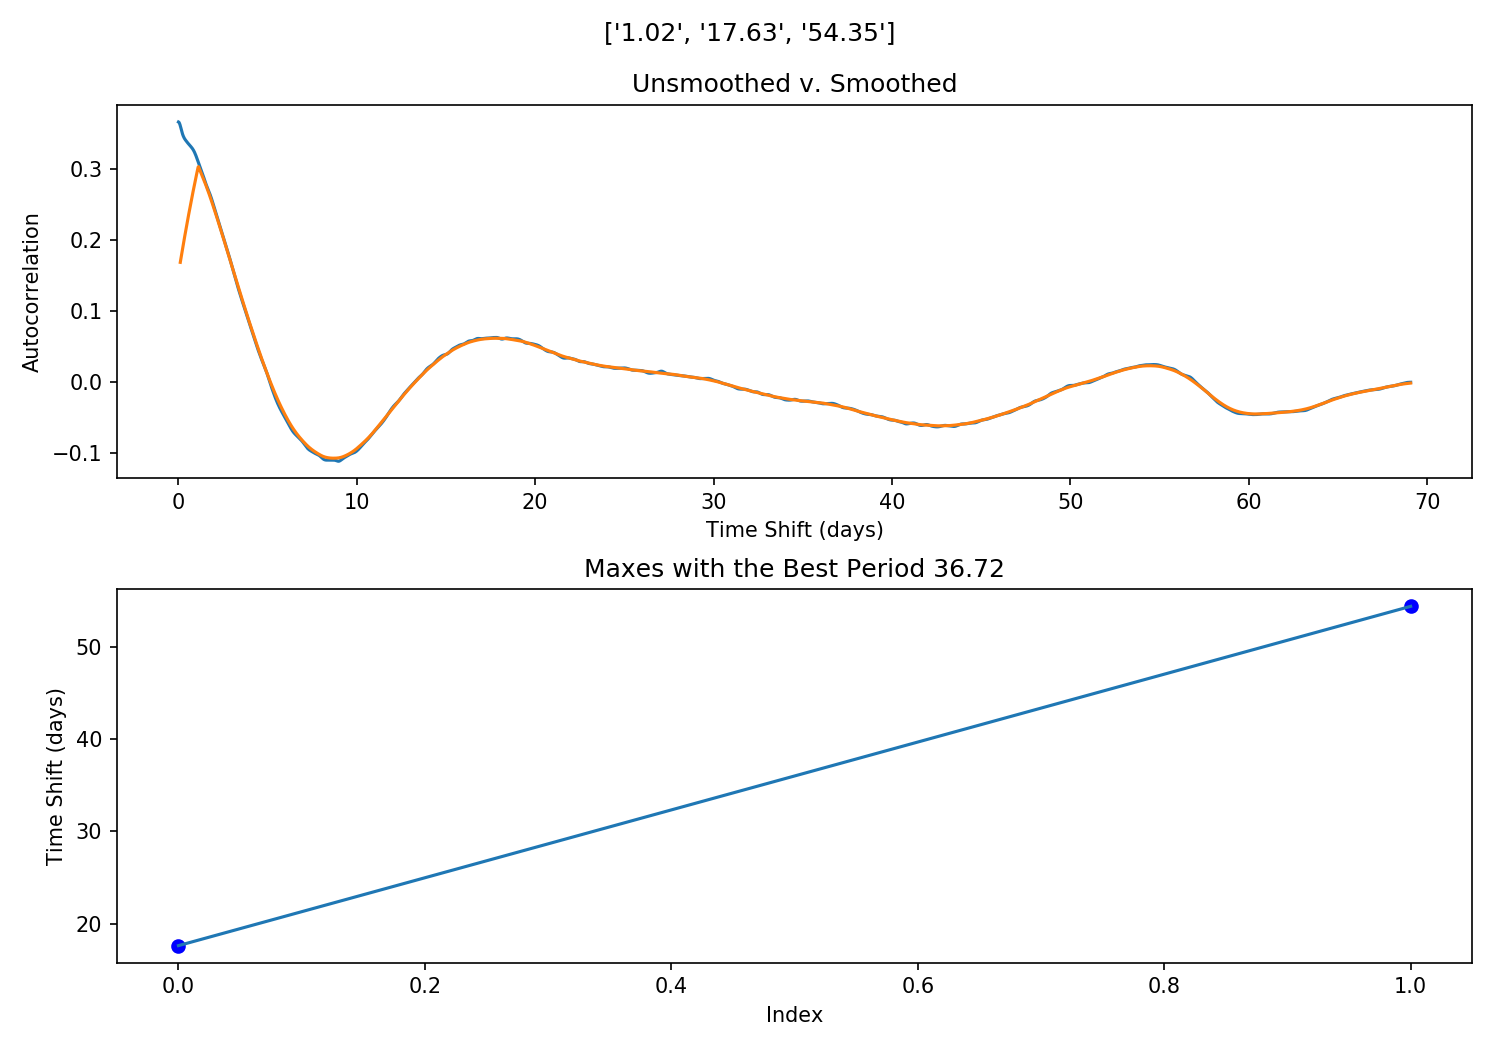 ['1.02', '17.63', '54.35']
Unsmoothed v. Smoothed
Autocorrelation
0.3
0.2
0.1
0.0
−0.1
0 10 20 30 40 50 60 70
Time Shift (days)
Maxes with the Best Period 36.72
Time Shift (days)
50
40
30
20
0.0 0.2 0.4 0.6 0.8 1.0
Index